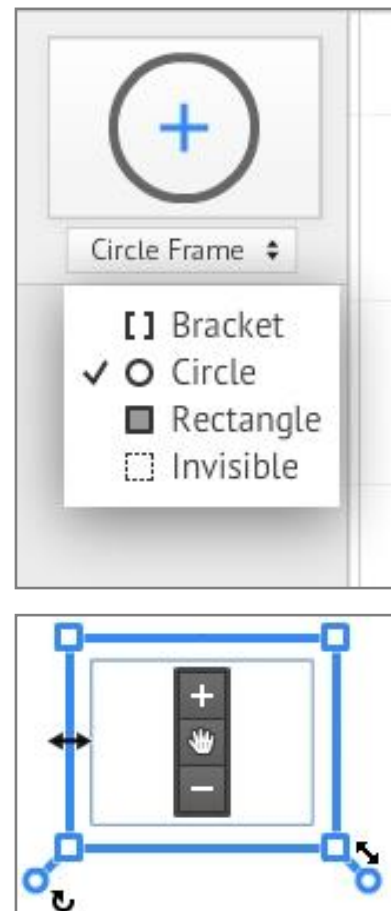 Circle Frame
Bracket
Circle
Rectangle
Invisible